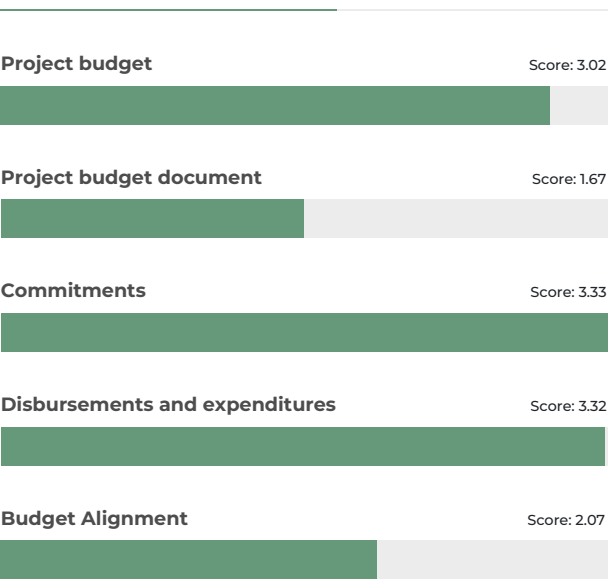 Project budget Score: 3.02
Project budget document Score: 1.67
Commitments Score: 3.33
Disbursements and expenditures Score: 3.32
Budget Alignment Score: 2.07